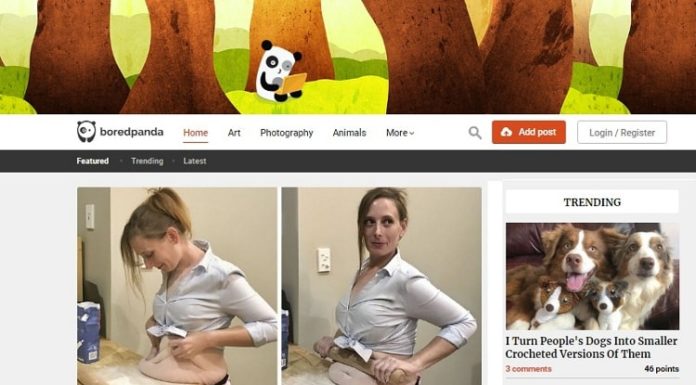 boredpanda Home Art Photography Animals More Add post Login / Register
Featured • Trending • Latest
TRENDING
I Turn People's Dogs Into Smaller
Crocheted Versions Of Them
3 comments 46 points